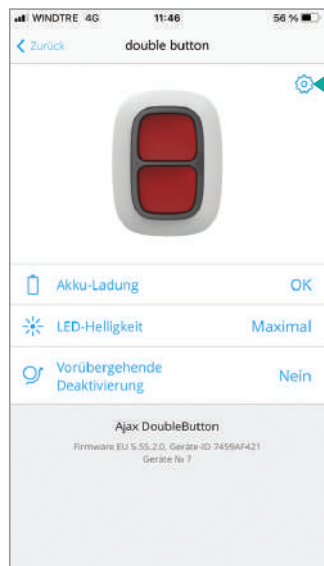 WINDTRE 4G 11:46 56 %
Zurück double button
Akku-Ladung OK
LED-Helligkeit Maximal
Vorübergehende
Deaktivierung Nein
Ajax DoubleButton
Firmware EU 5.55.2.0, Geräte-ID 7459AF421
Geräte № 7